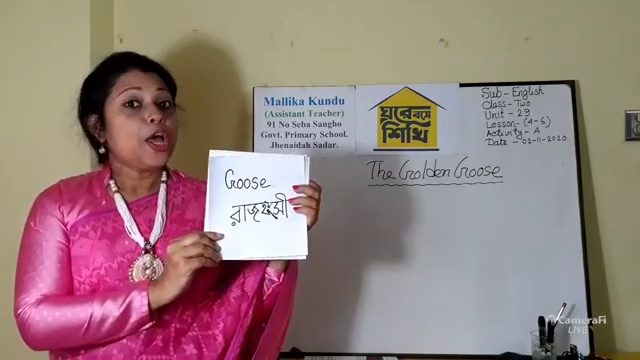 Mallika Kundu
(Assistant Teacher)
91 No Seba Sangho
Govt. Primary School.
Jhenaidah Sadar.
ঘরে বসে
শিখি
Sub - English
Class - Two
Unit - 29
Lesson - (4-6)
Activity - A
Date - 02-11-2020
The Golden Goose
Goose
রাজহংসী
CameraFi
LIVE